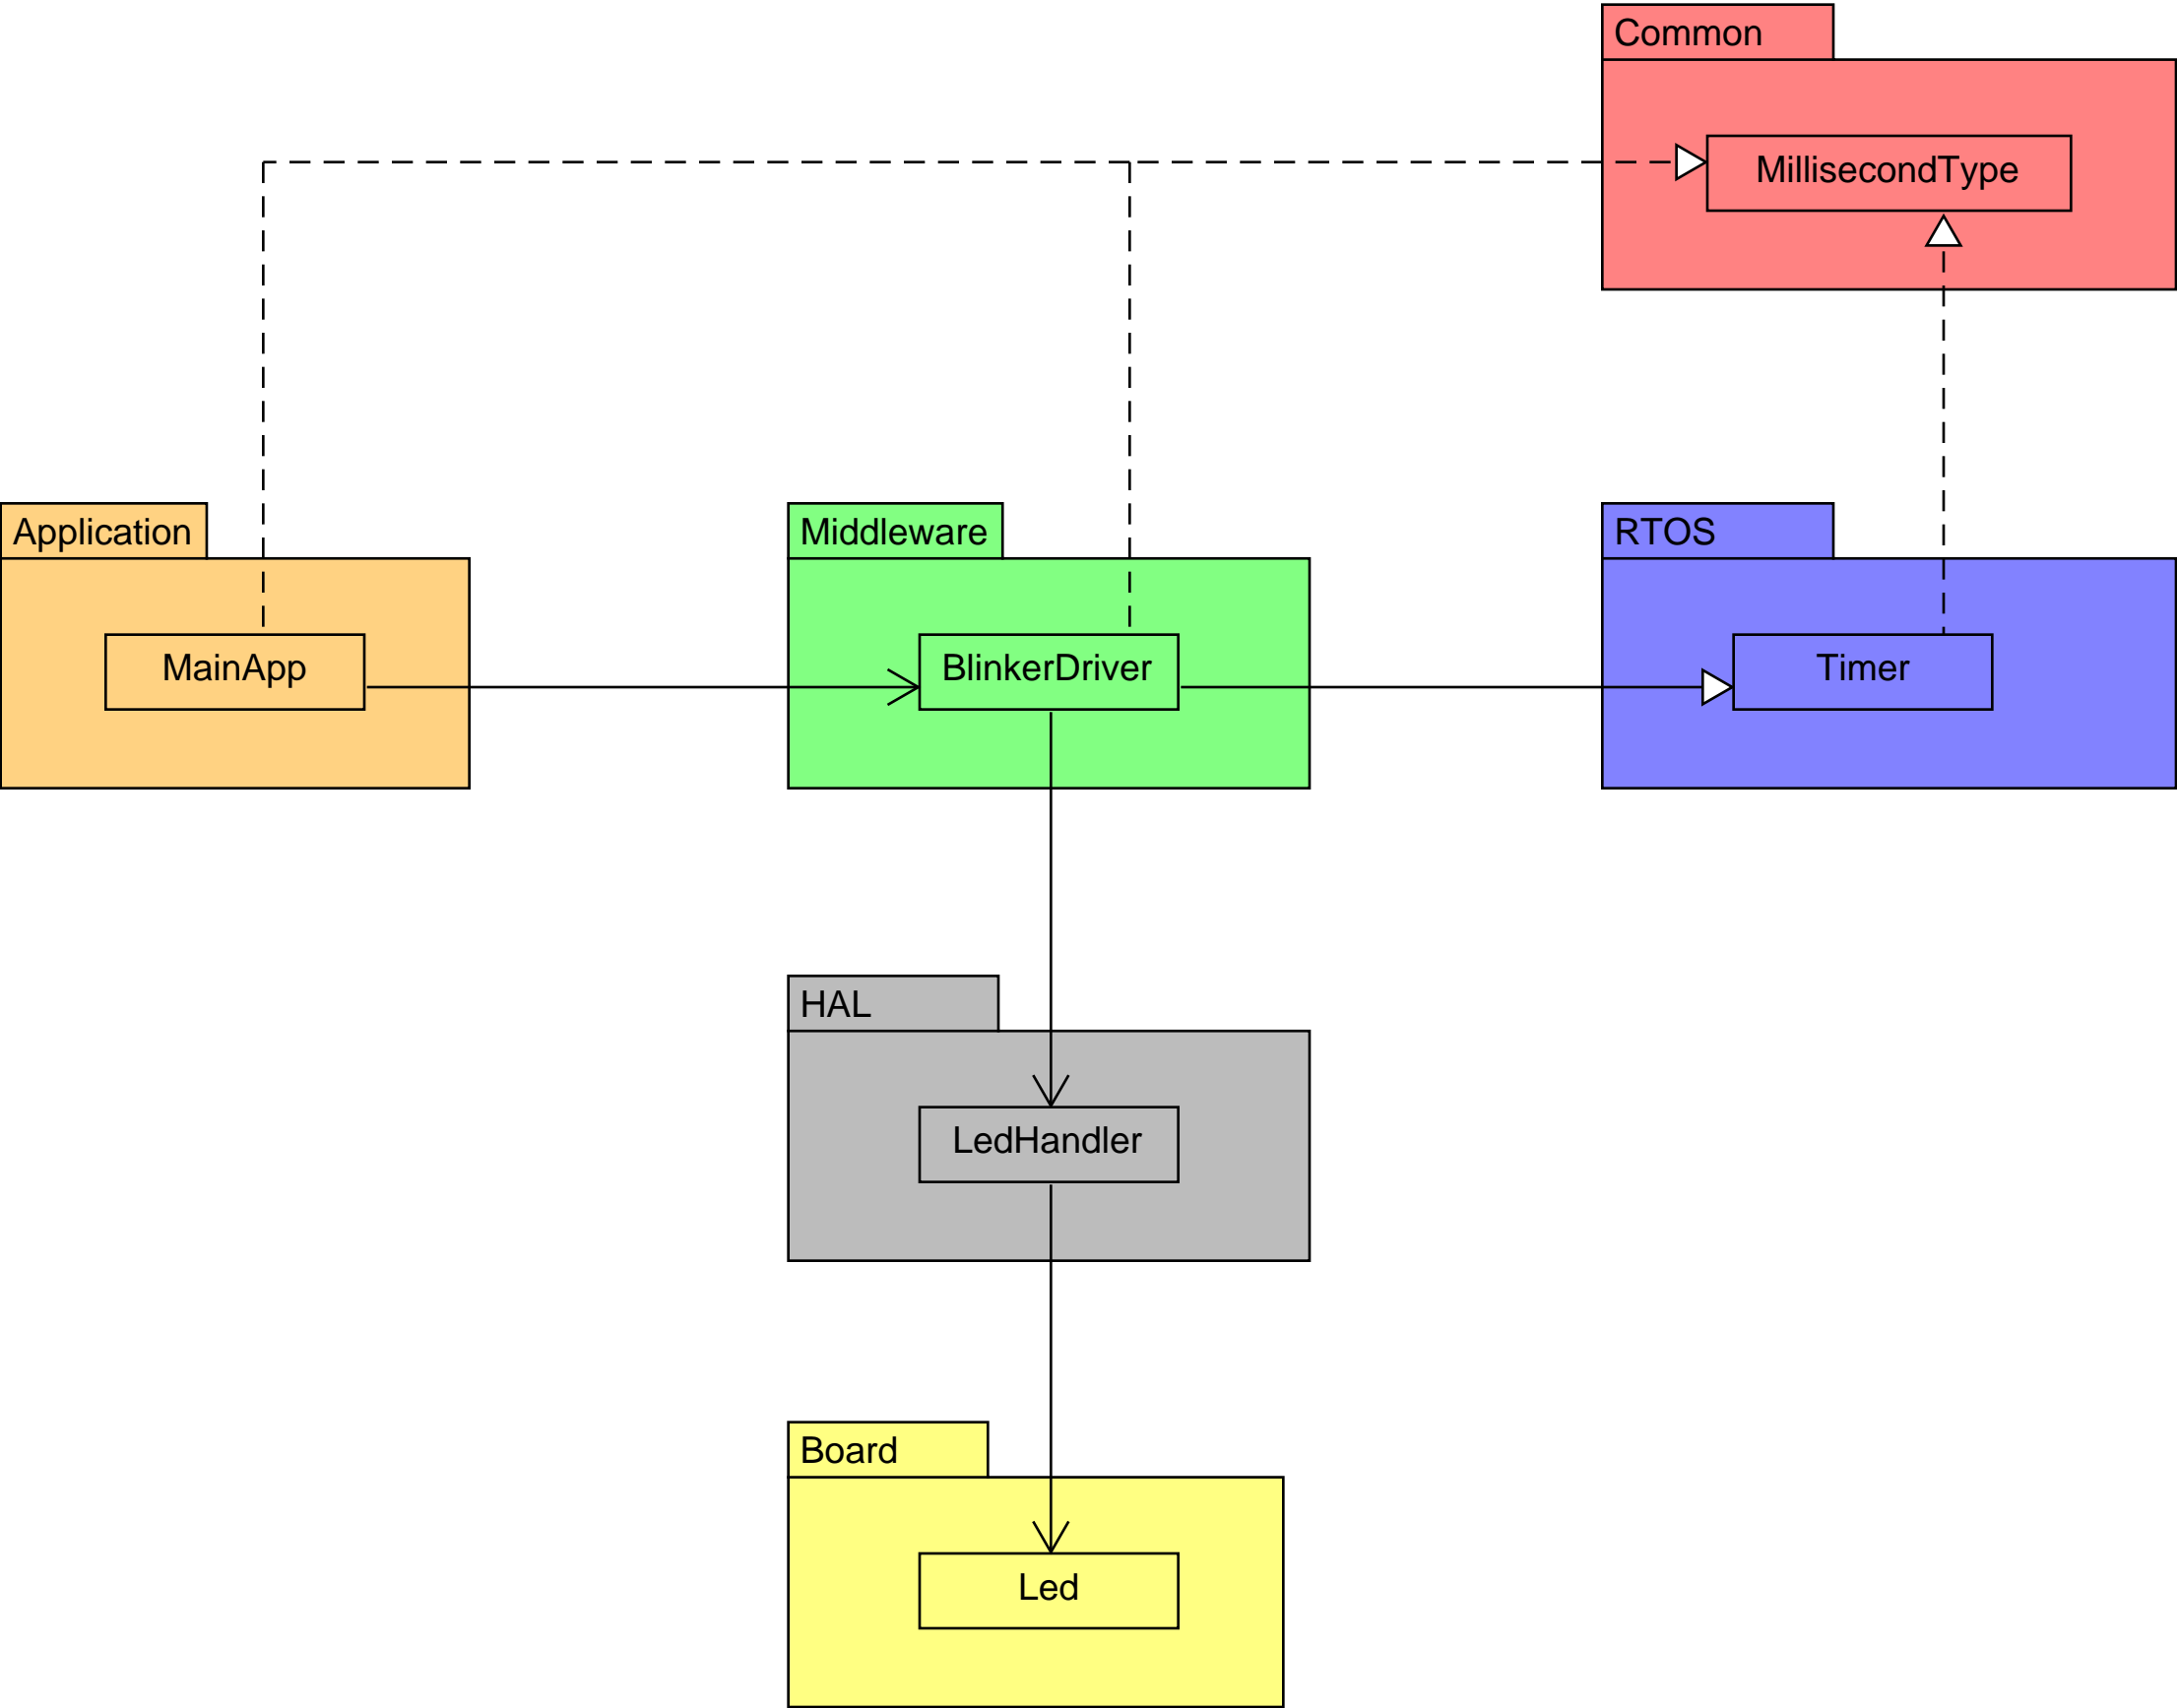 Common
MillisecondType
Application
Middleware
RTOS
MainApp
BlinkerDriver
Timer
HAL
LedHandler
Board
Led